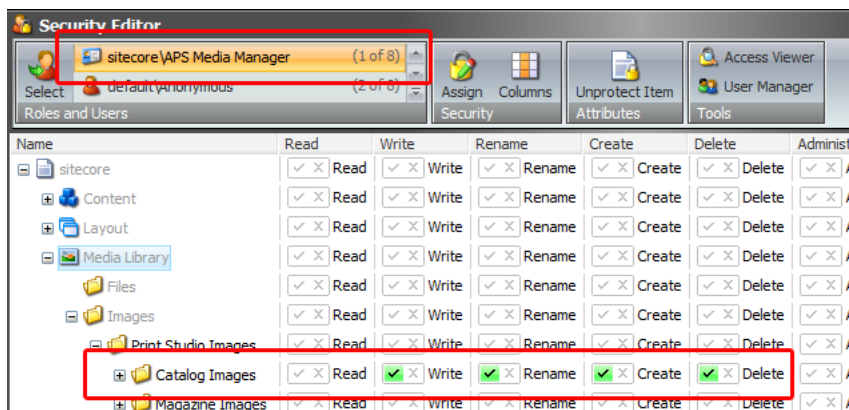 Security Editor
sitecore\APS Media Manager (1 of 8)
default\Anonymous (2 of 8)
Select
Assign Columns
Unprotect Item
Access Viewer
User Manager
Roles and Users Security Attributes Tools
Name Read Write Rename Create Delete Administ
sitecore Read Write Rename Create Delete
Content Read Write Rename Create Delete
Layout Read Write Rename Create Delete
Media Library Read Write Rename Create Delete
Files Read Write Rename Create Delete
Images Read Write Rename Create Delete
Print Studio Images Read Write Rename Create Delete
Catalog Images Read Write Rename Create Delete
Magazine Images Read Write Rename Create Delete